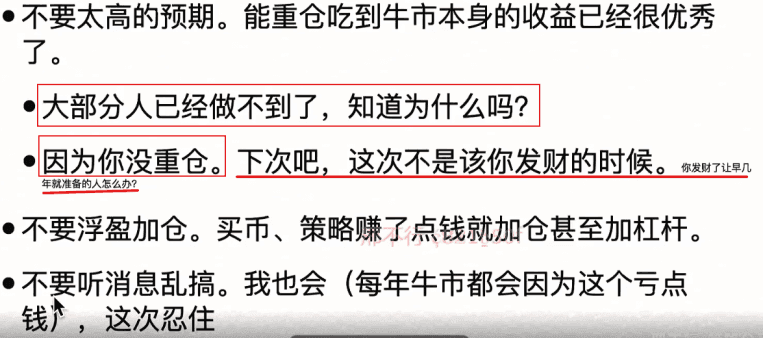 不要太高的预期。能重仓吃到牛市本身的收益已经很优秀
了。
大部分人已经做不到了，知道为什么吗？
因为你没重仓。下次吧，这次不是该你发财的时候。你发财了让早几
年就准备的人怎么办?
不要浮盈加仓。买币、策略赚了点钱就加仓甚至加杠杆。
不要听消息乱搞。我也会（每年牛市都会因为这个亏点
钱），这次忍住